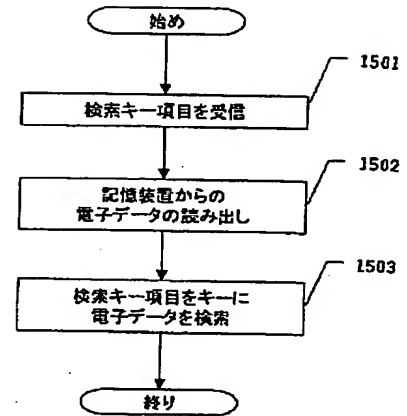 始め
1501
検索キー項目を受信
1502
記憶装置からの
電子データの読み出し
1503
検索キー項目をキーに
電子データを検索
終り